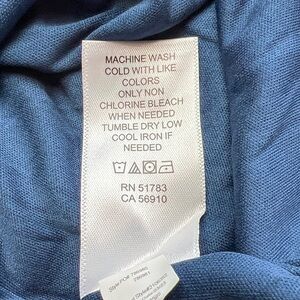 MACHINE WASH
COLD WITH LIKE
COLORS
ONLY NON
CHLORINE BLEACH
WHEN NEEDED
TUMBLE DRY LOW
COOL IRON IF
NEEDED
RN 51783
CA 56910